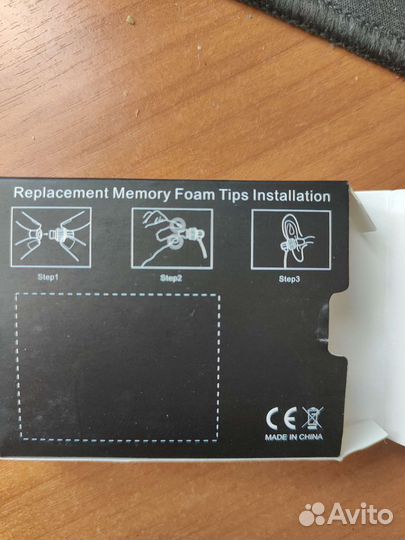 Replacement Memory Foam Tips Installation
Step1
Step2
Step3
CE
MADE IN CHINA
Avito